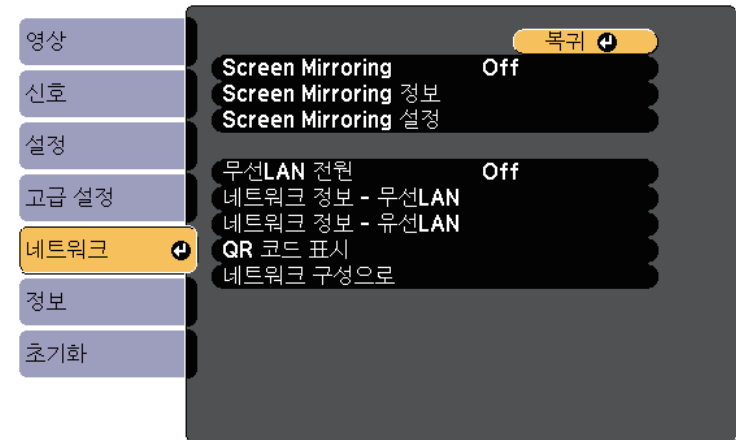 영상
신호
설정
고급 설정
네트워크
정보
초기화
복귀
Screen Mirroring Off
Screen Mirroring 정보
Screen Mirroring 설정
무선LAN 전원 Off
네트워크 정보 - 무선LAN
네트워크 정보 - 유선LAN
QR 코드 표시
네트워크 구성으로